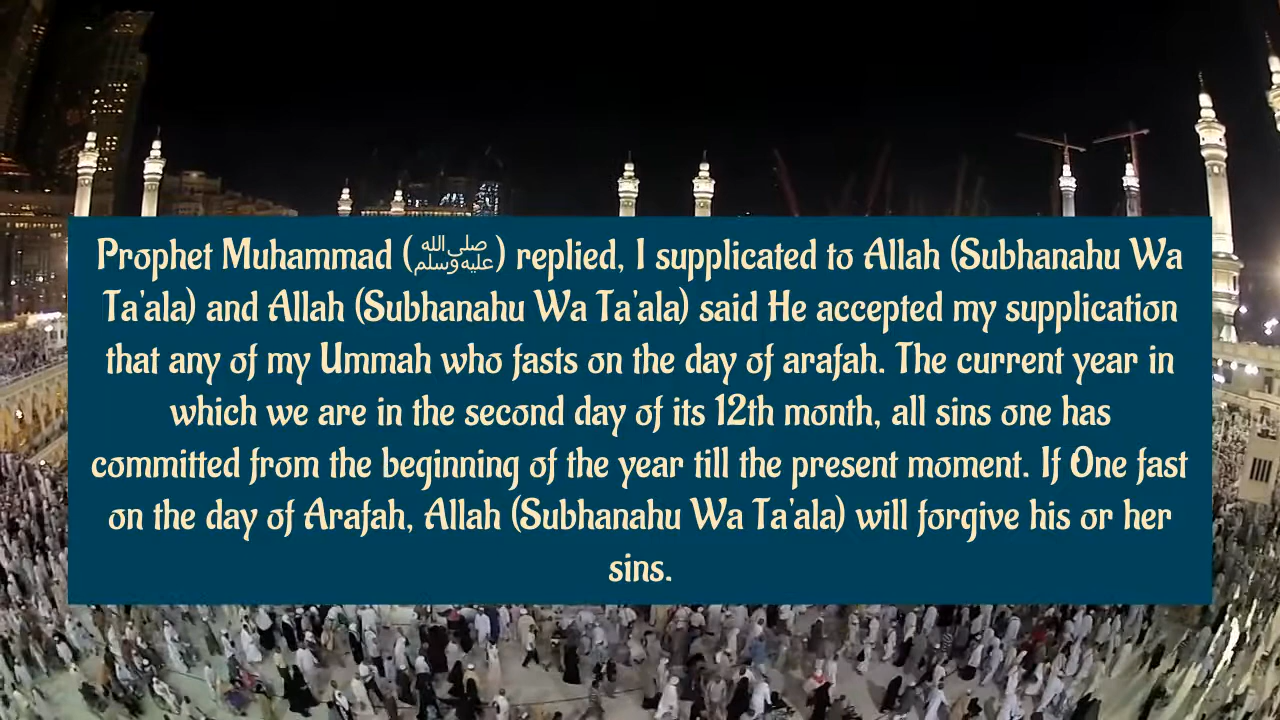 Prophet Muhammad (ﷺ) replied, I supplicated to Allah (Subhanahu Wa
Ta'ala) and Allah (Subhanahu Wa Ta'ala) said He accepted my supplication
that any of my Ummah who fasts on the day of arafah. The current year in
which we are in the second day of its 12th month, all sins one has
committed from the beginning of the year till the present moment. If One fast
on the day of Arafah, Allah (Subhanahu Wa Ta'ala) will forgive his or her
sins.